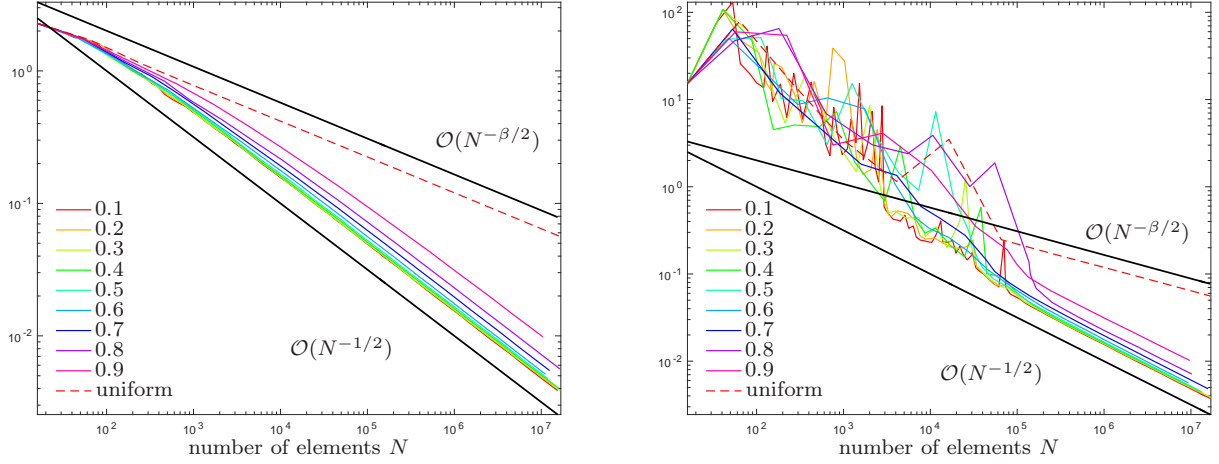 10^0
10^{-1}
10^{-2}
O(N^{-β/2})
O(N^{-1/2})
0.1
0.2
0.3
0.4
0.5
0.6
0.7
0.8
0.9
uniform
10^2 10^3 10^4 10^5 10^6 10^7
number of elements N
10^2
10^1
10^0
10^{-1}
10^{-2}
O(N^{-β/2})
O(N^{-1/2})
0.1
0.2
0.3
0.4
0.5
0.6
0.7
0.8
0.9
uniform
10^2 10^3 10^4 10^5 10^6 10^7
number of elements N